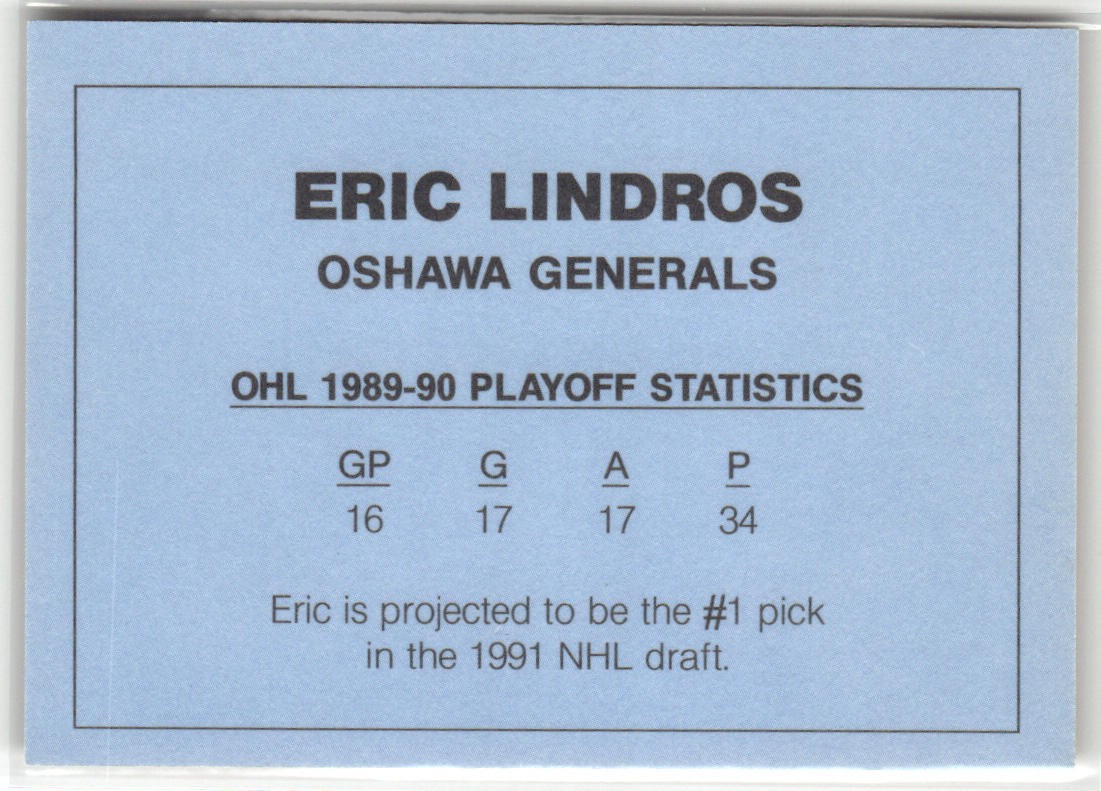 ERIC LINDROS
OSHAWA GENERALS
OHL 1989-90 PLAYOFF STATISTICS
GP G A P
16 17 17 34
Eric is projected to be the #1 pick
in the 1991 NHL draft.